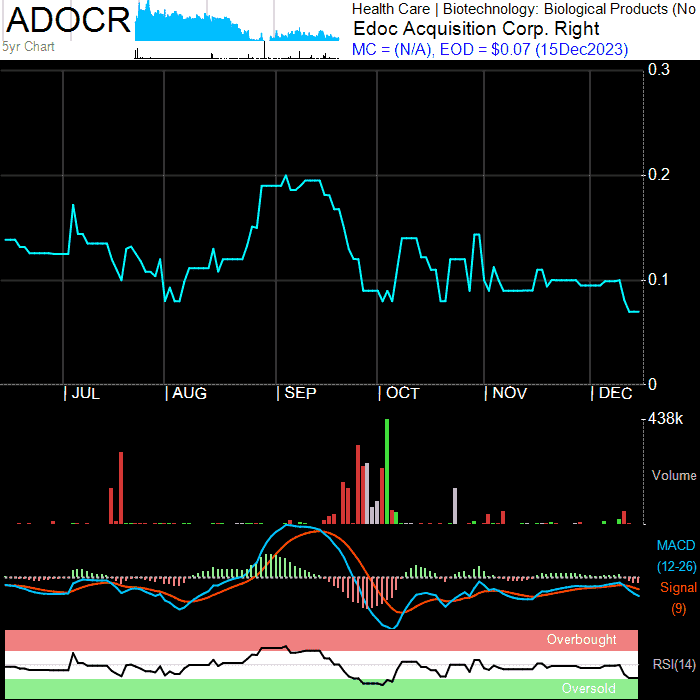 ADOCR
5yr Chart
Health Care | Biotechnology: Biological Products (No
Edoc Acquisition Corp. Right
MC = (N/A), EOD = $0.07 (15Dec2023)
0.3
0.2
0.1
0
JUL AUG SEP OCT NOV DEC
438k
Volume
MACD
(12-26)
Signal
(9)
Overbought
RSI(14)
Oversold